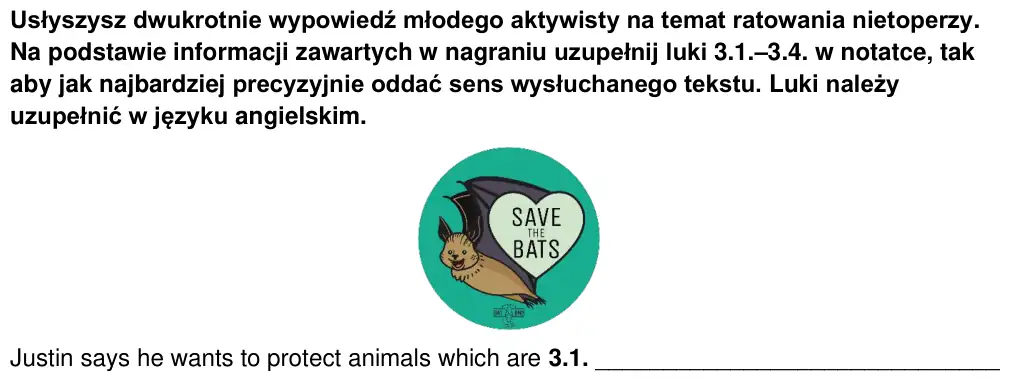 Usłyszysz dwukrotnie wypowiedź młodego aktywisty na temat ratowania nietoperzy.
Na podstawie informacji zawartych w nagraniu uzupełnij luki 3.1.–3.4. w notatce, tak
aby jak najbardziej precyzyjnie oddać sens wysłuchanego tekstu. Luki należy
uzupełnić w języku angielskim.
SAVE
THE
BATS
Justin says he wants to protect animals which are 3.1. ______________________________